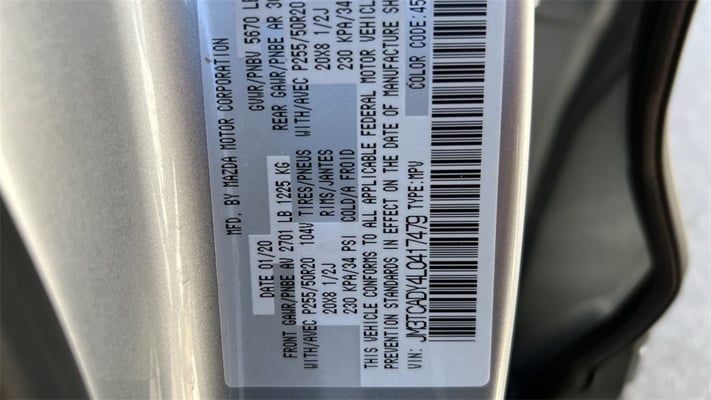 MFD. BY MAZDA MOTOR CORPORATION
DATE 01/20 GVWR/PNBV 5670 LB
FRONT GAWR/PNBE AV 2701 LB 1225 KG REAR GAWR/PNBE AR
WITH/AVEC P255/50R20 104V TIRES/PNEUS WITH/AVEC P255/50R20
20X8 1/2J RIMS/JANTES 20X8 1/2J
230 KPA/34 PSI COLD/A FROID 230 KPA/34
THIS VEHICLE CONFORMS TO ALL APPLICABLE FEDERAL MOTOR VEHICL
PREVENTION STANDARDS IN EFFECT ON THE DATE OF MANUFACTURE SH
VIN: JM3TCADY4L0417479 TYPE:MPV COLOR CODE:45